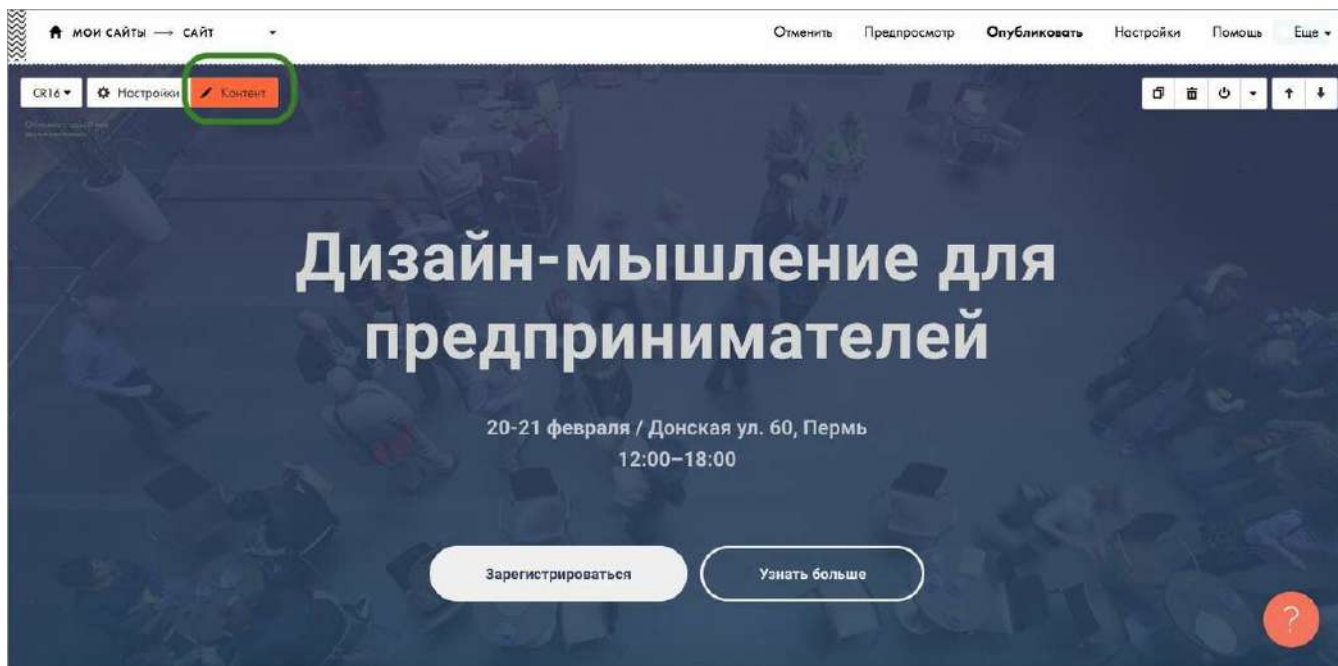 МОИ САЙТЫ → САЙТ
Отменить Предпросмотр Опубликовать Настройки Помощь Еще
CR16 Настройки Контент
Дизайн-мышление для
предпринимателей
20-21 февраля / Донская ул. 60, Пермь
12:00–18:00
Зарегистрироваться Узнать больше
?